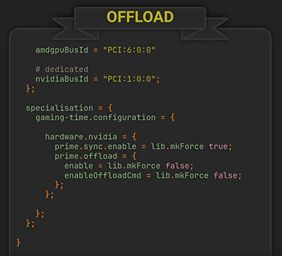 OFFLOAD
amdgpuBusId = "PCI:6:0:0"
# dedicated
nvidiaBusId = "PCI:1:0:0";
};
specialisation = {
gaming-time.configuration = {
hardware.nvidia = {
prime.sync.enable = lib.mkForce true;
prime.offload = {
enable = lib.mkForce false;
enableOffloadCmd = lib.mkForce false;
};
};
};
};
}